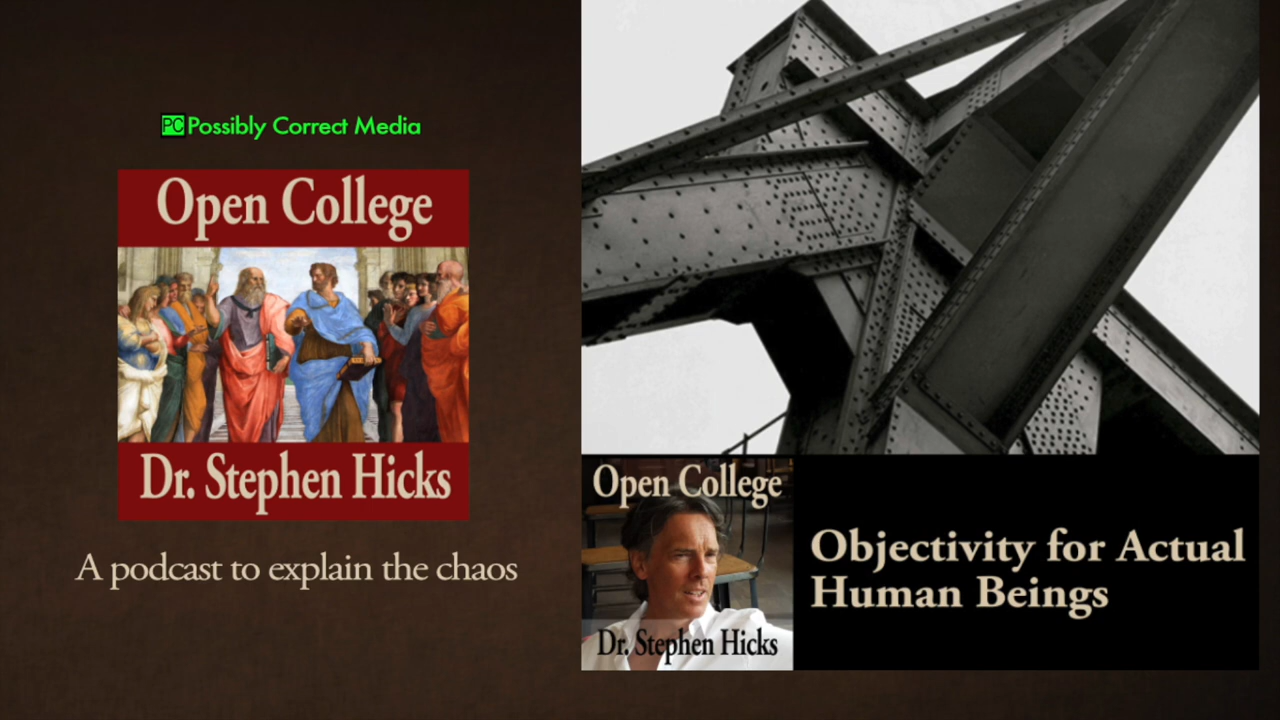 PC Possibly Correct Media
Open College
Dr. Stephen Hicks
A podcast to explain the chaos
Open College
Dr. Stephen Hicks
Objectivity for Actual
Human Beings